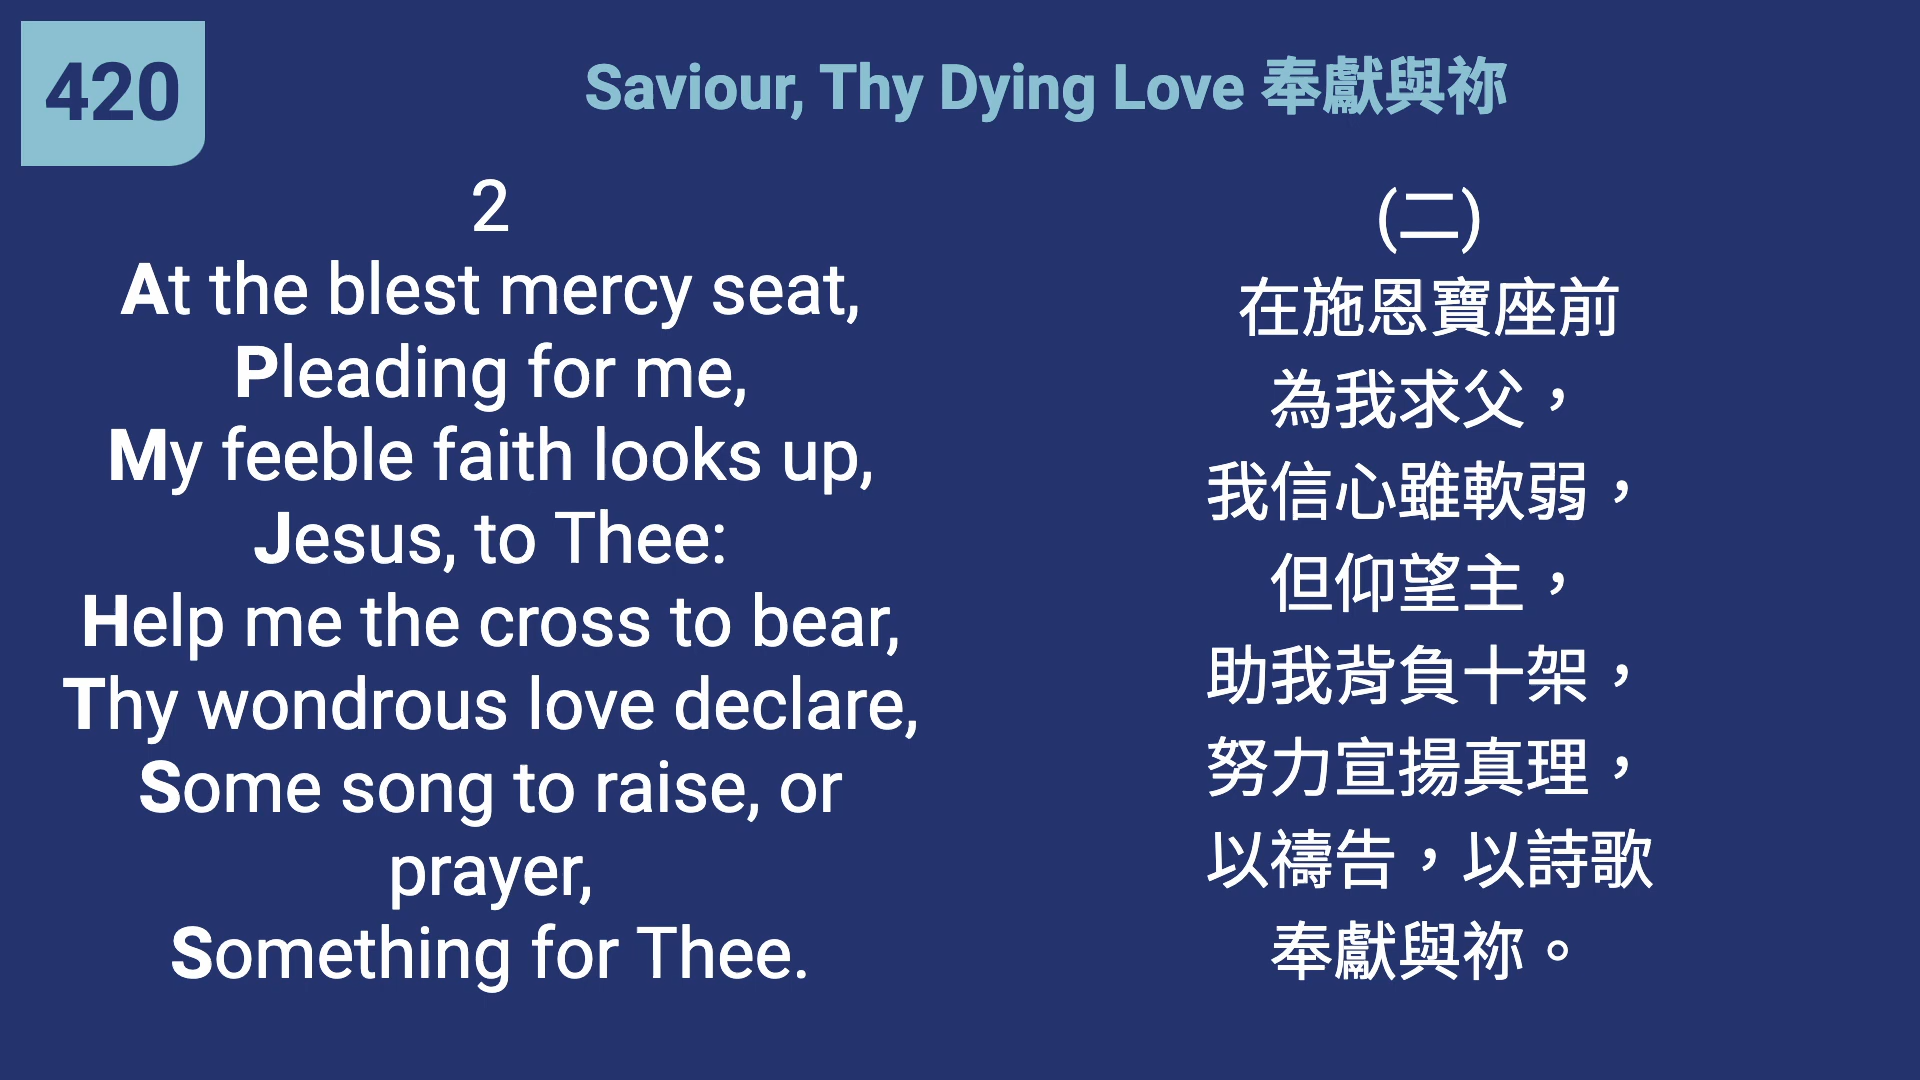 420
Saviour, Thy Dying Love 奉獻與祢
2
At the blest mercy seat,
Pleading for me,
My feeble faith looks up,
Jesus, to Thee:
Help me the cross to bear,
Thy wondrous love declare,
Some song to raise, or
prayer,
Something for Thee.
(二)
在施恩寶座前
為我求父，
我信心雖軟弱，
但仰望主，
助我背負十架，
努力宣揚真理，
以禱告，以詩歌
奉獻與祢。